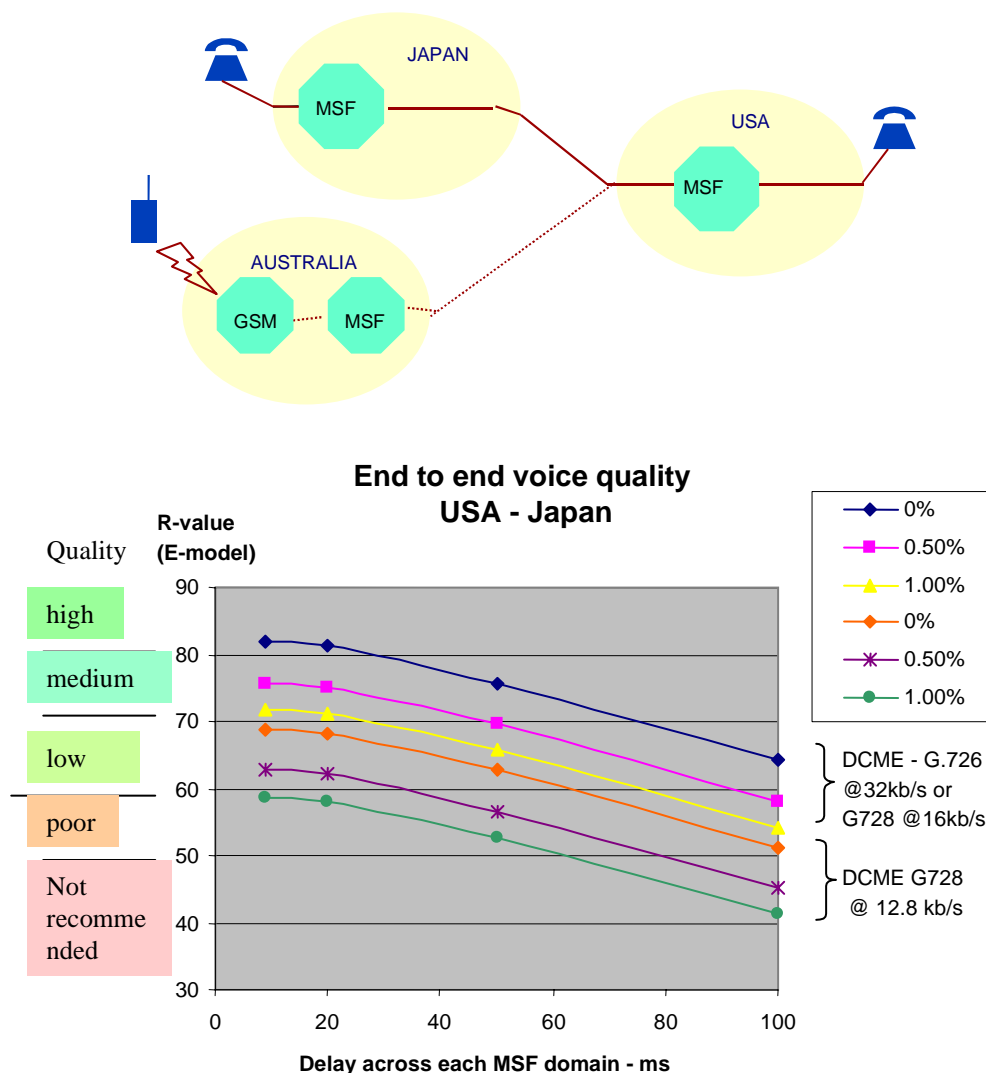 JAPAN
MSF
USA
MSF
AUSTRALIA
GSM
MSF
End to end voice quality
USA - Japan
R-value
(E-model)
Quality
high
medium
low
poor
Not
recomme
nded
90
80
70
60
50
40
30
0
20
40
60
80
100
Delay across each MSF domain - ms
0%
0.50%
1.00%
0%
0.50%
1.00%
DCME - G.726
@32kb/s or
G728 @16kb/s
DCME G728
@ 12.8 kb/s